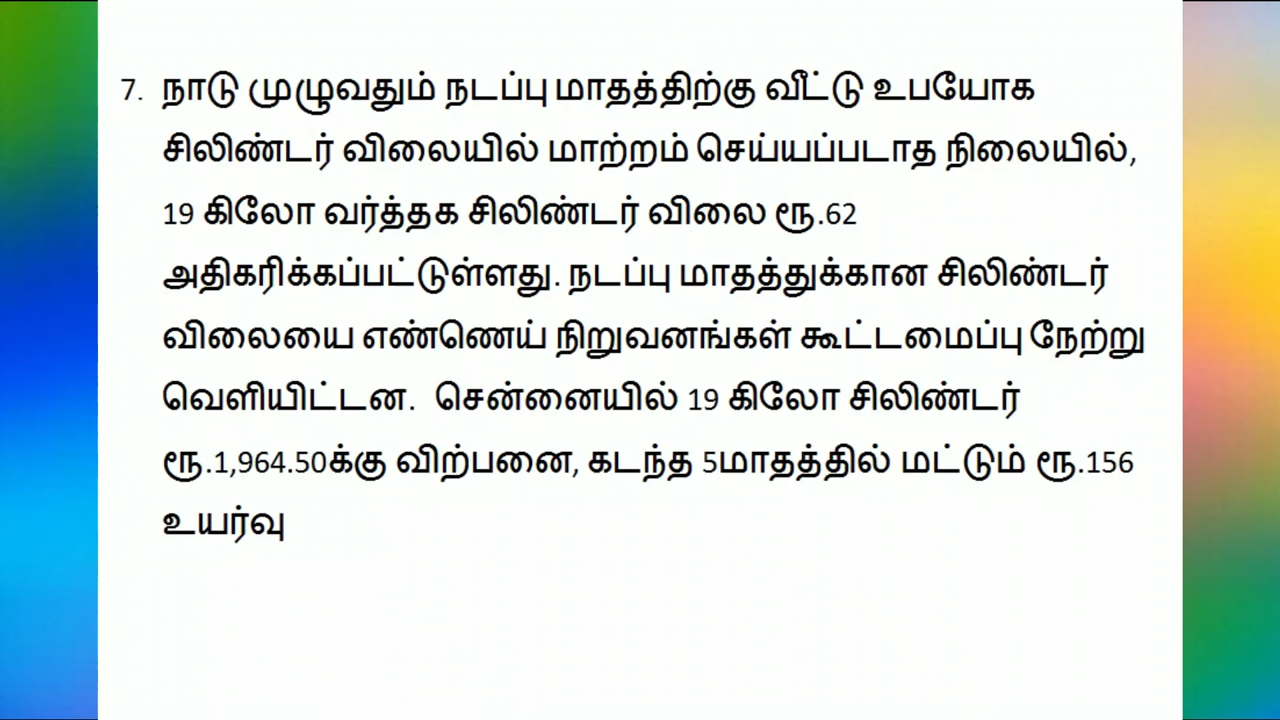 7. நாடு முழுவதும் நடப்பு மாதத்திற்கு வீட்டு உபயோக
சிலிண்டர் விலையில் மாற்றம் செய்யப்படாத நிலையில்,
19 கிலோ வர்த்தக சிலிண்டர் விலை ரூ.62
அதிகரிக்கப்பட்டுள்ளது. நடப்பு மாதத்துக்கான சிலிண்டர்
விலையை எண்ணெய் நிறுவனங்கள் கூட்டமைப்பு நேற்று
வெளியிட்டன. சென்னையில் 19 கிலோ சிலிண்டர்
ரூ.1,964.50க்கு விற்பனை, கடந்த 5மாதத்தில் மட்டும் ரூ.156
உயர்வு